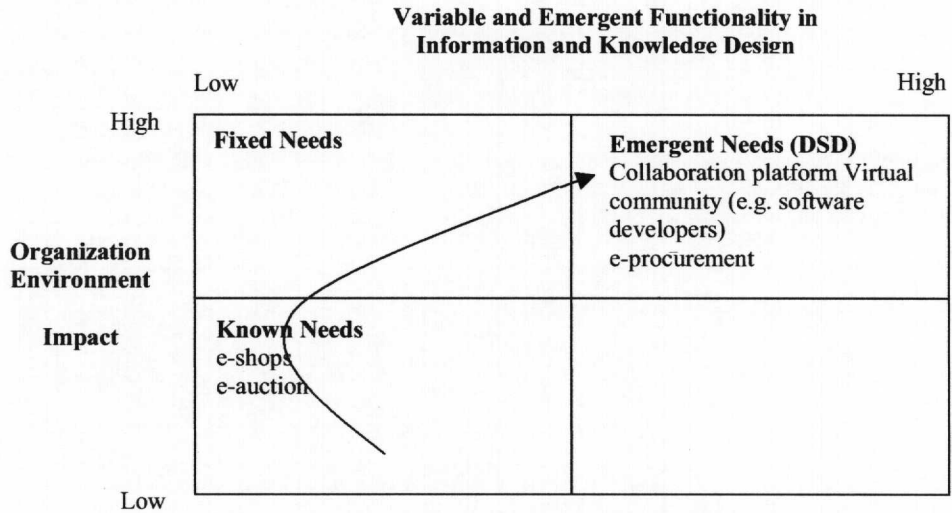 Variable and Emergent Functionality in
Information and Knowledge Design
Low
High
High
Fixed Needs
Emergent Needs (DSD)
Collaboration platform Virtual
community (e.g. software
developers)
e-procurement
Organization
Environment
Impact
Known Needs
e-shops
e-auction
Low